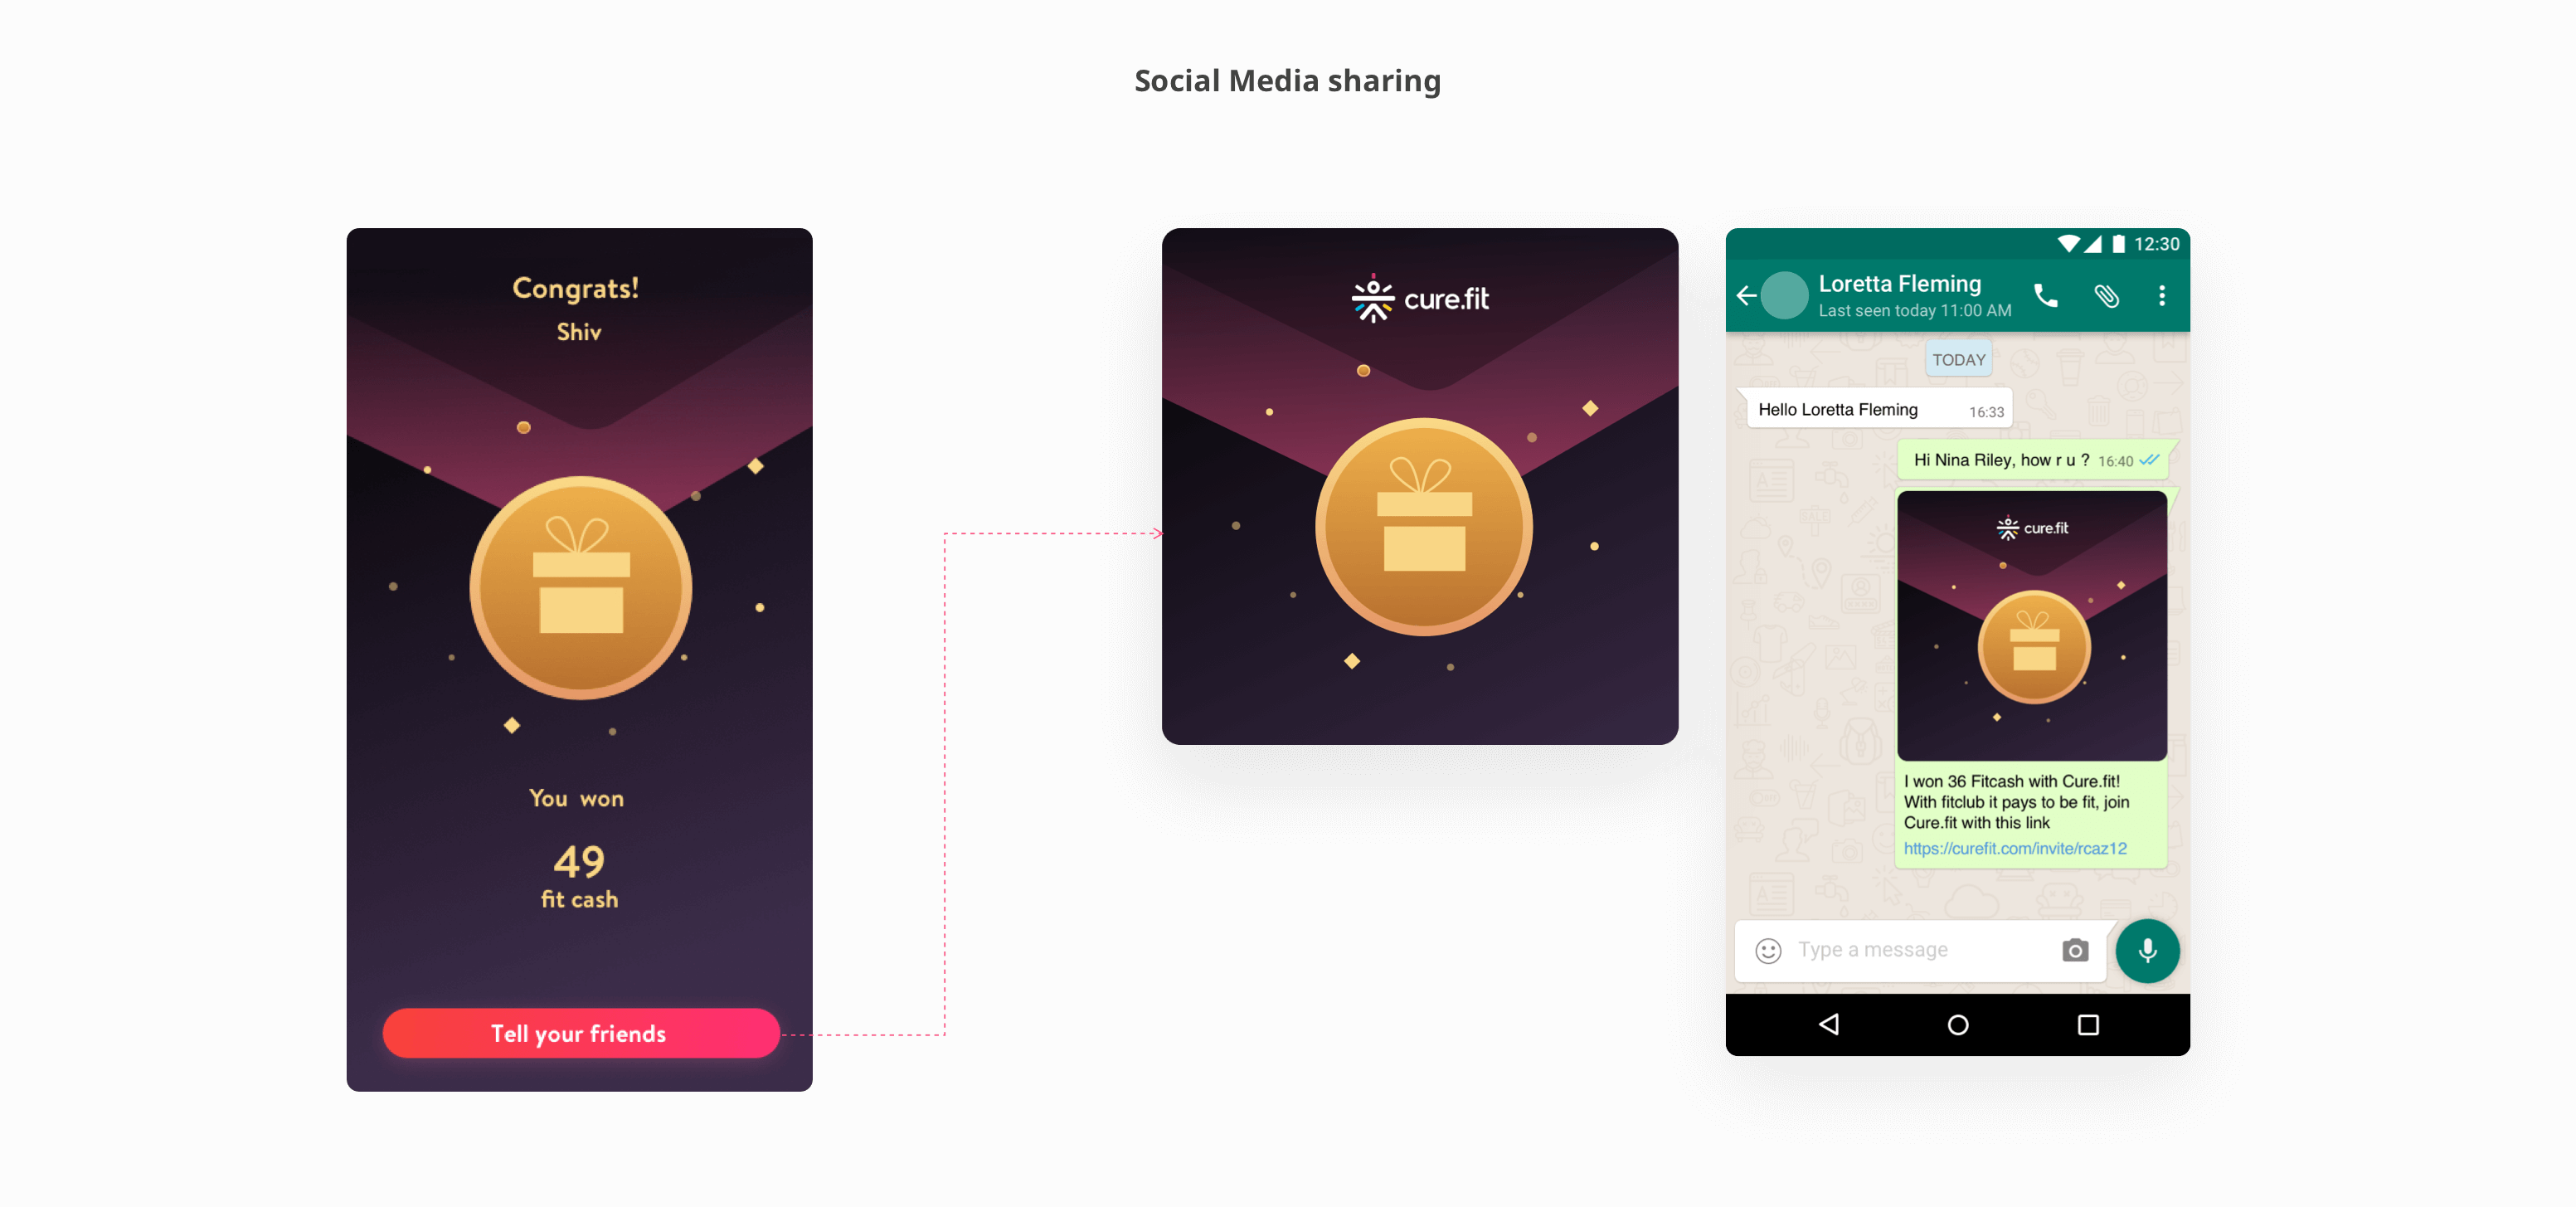 Social Media sharing
Congrats!
Shiv
You won
49
fit cash
Tell your friends
cure.fit
12:30
Loretta Fleming
Last seen today 11:00 AM
TODAY
Hello Loretta Fleming 16:33
Hi Nina Riley, how r u ? 16:40
cure.fit
I won 36 Fitcash with Cure.fit!
With fitclub it pays to be fit, join
Cure.fit with this link
https://curefit.com/invite/rcaz12
Type a message